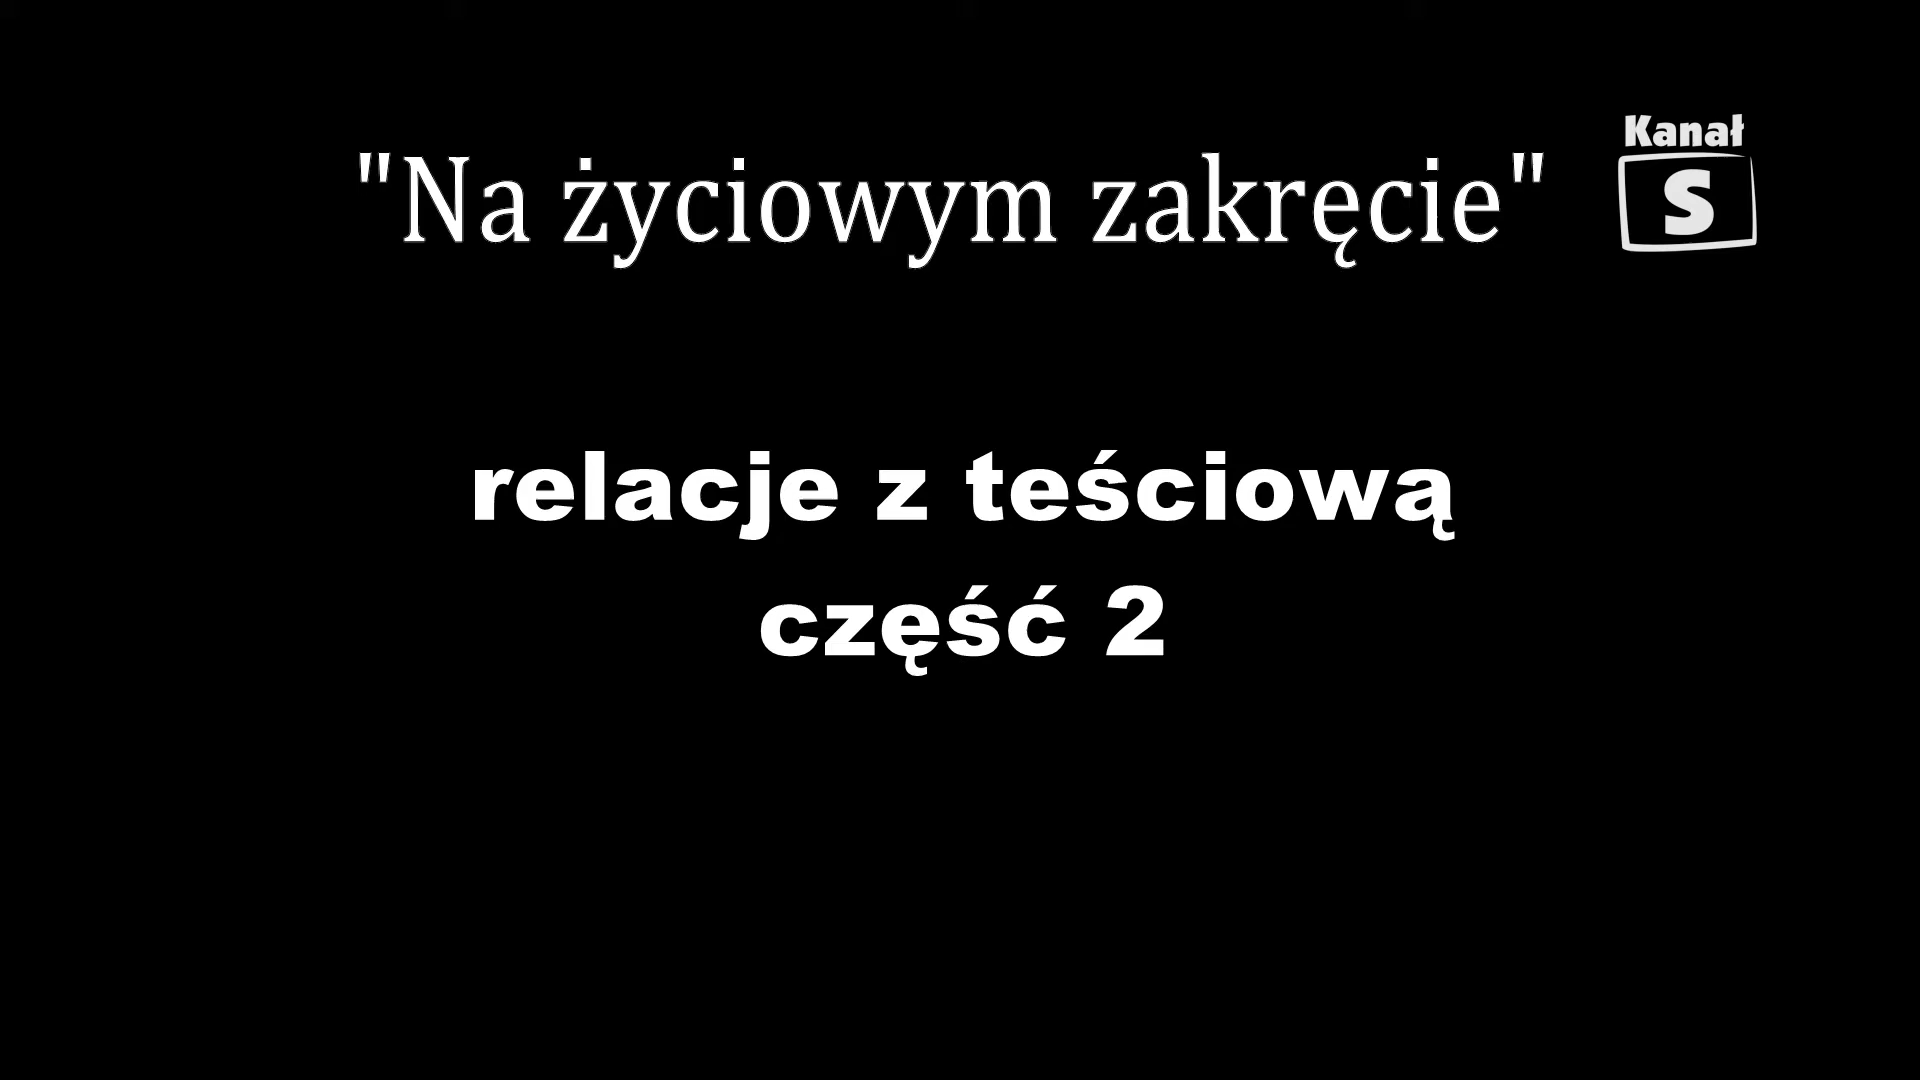 "Na życiowym zakręcie"
Kanał
S
relacje z teściową
część 2